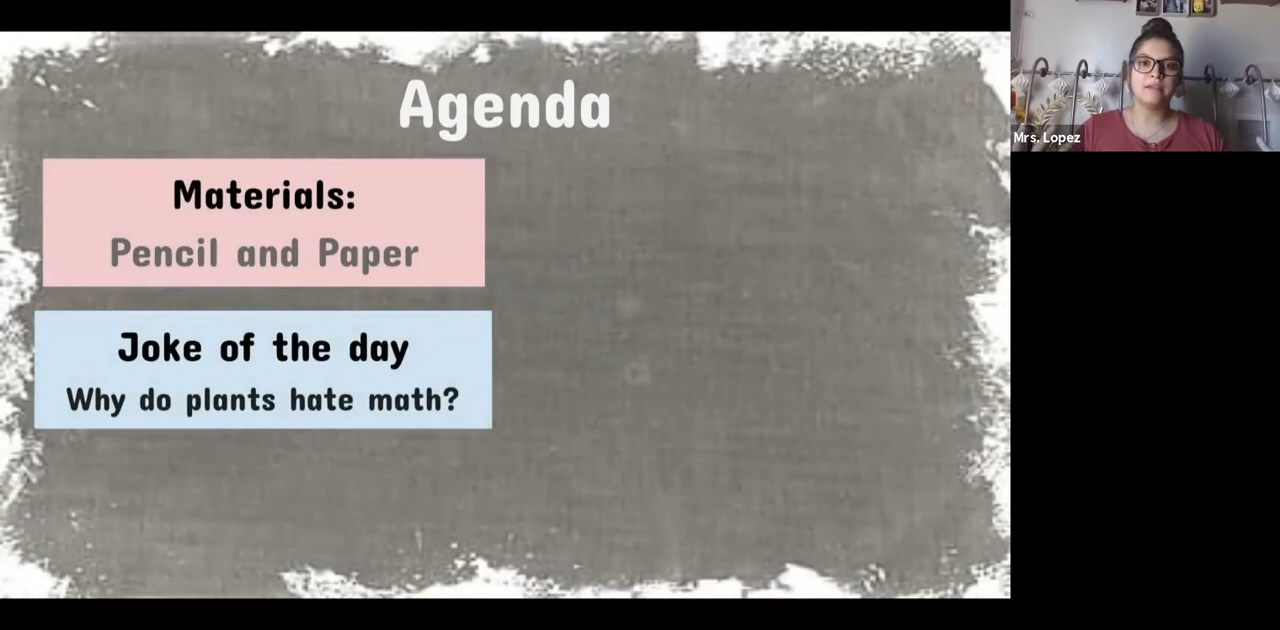 Agenda
Materials:
Pencil and Paper
Joke of the day
Why do plants hate math?
Mrs. Lopez